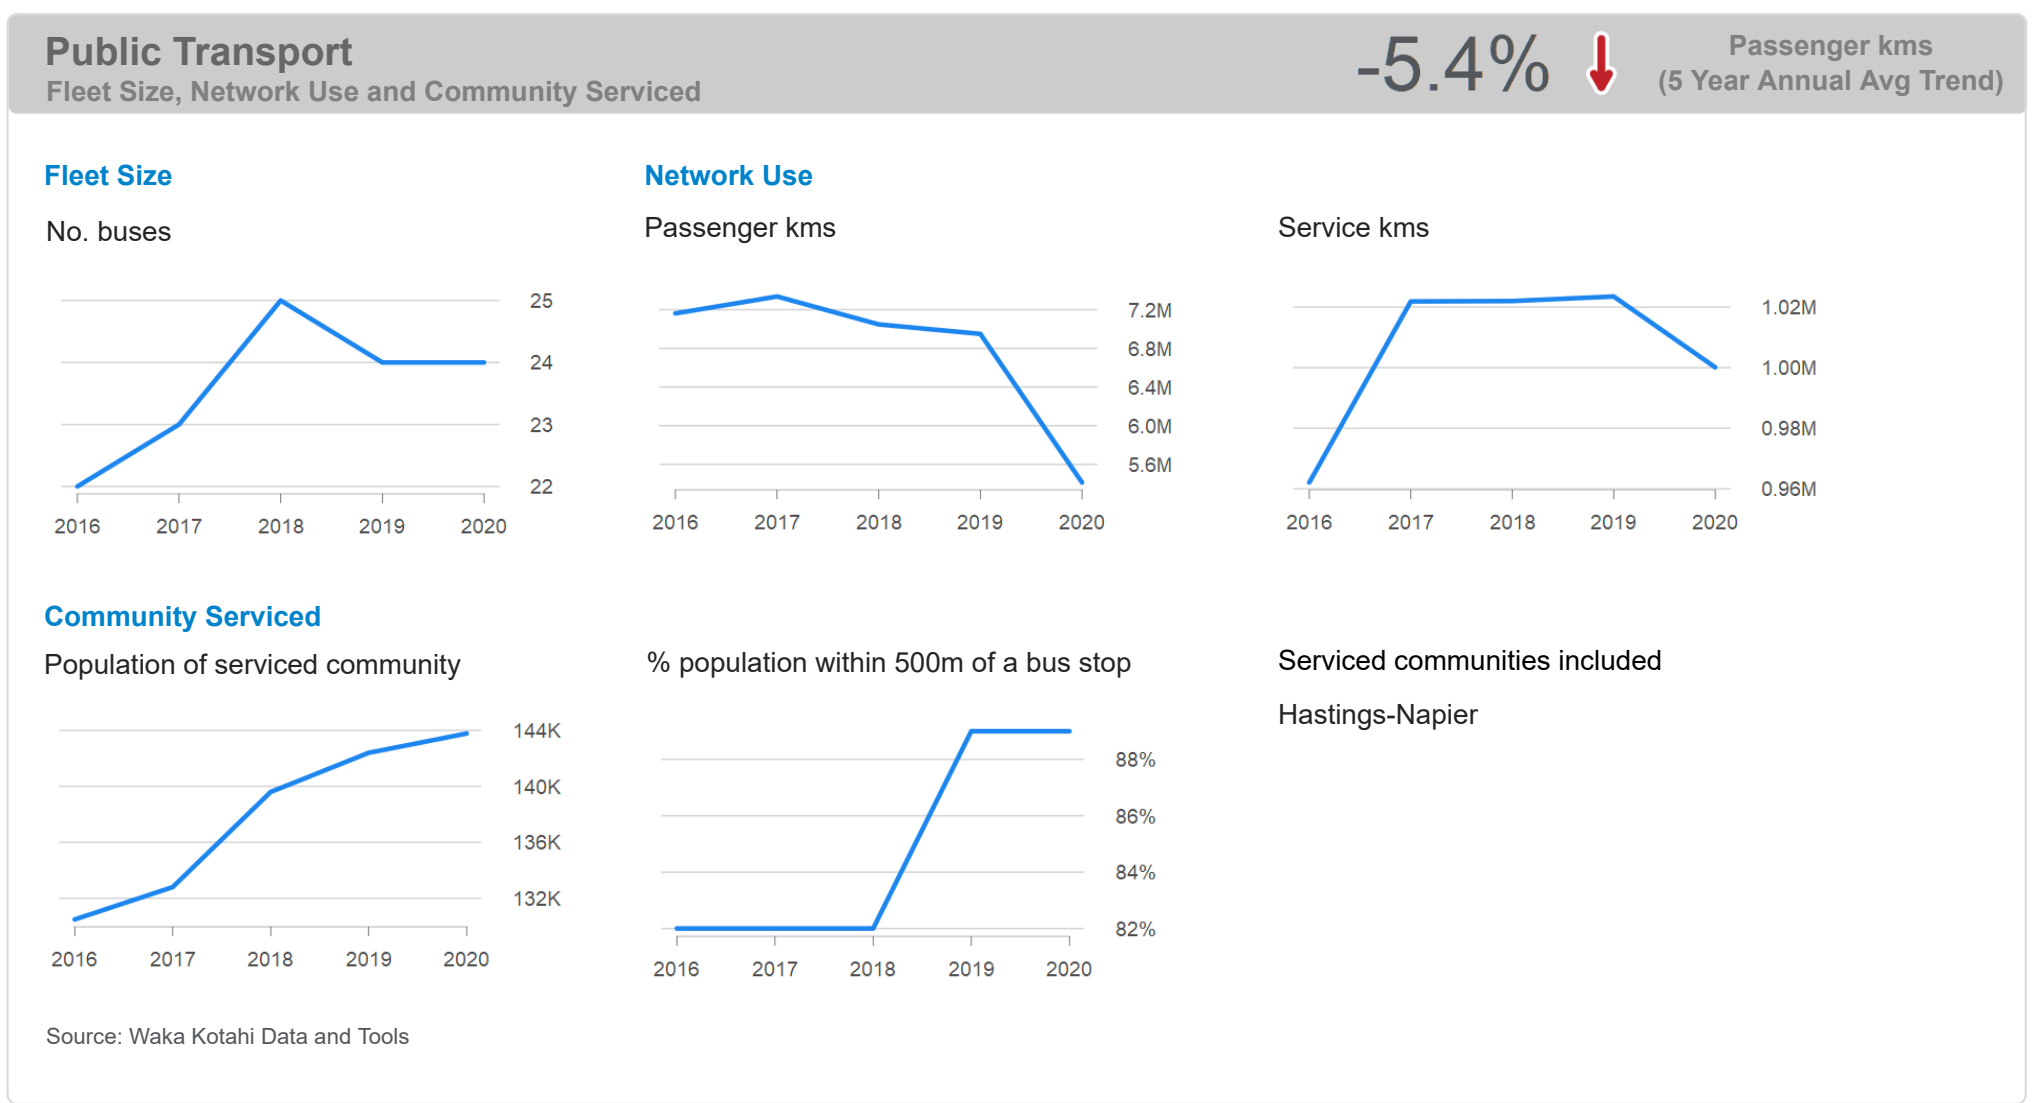 Public Transport
Fleet Size, Network Use and Community Serviced
-5.4%
Passenger kms
(5 Year Annual Avg Trend)
Fleet Size
No. buses
25
24
23
22
2016 2017 2018 2019 2020
Network Use
Passenger kms
7.2M
6.8M
6.4M
6.0M
5.6M
2016 2017 2018 2019 2020
Service kms
1.02M
1.00M
0.98M
0.96M
2016 2017 2018 2019 2020
Community Serviced
Population of serviced community
144K
140K
136K
132K
2016 2017 2018 2019 2020
% population within 500m of a bus stop
88%
86%
84%
82%
2016 2017 2018 2019 2020
Serviced communities included
Hastings-Napier
Source: Waka Kotahi Data and Tools